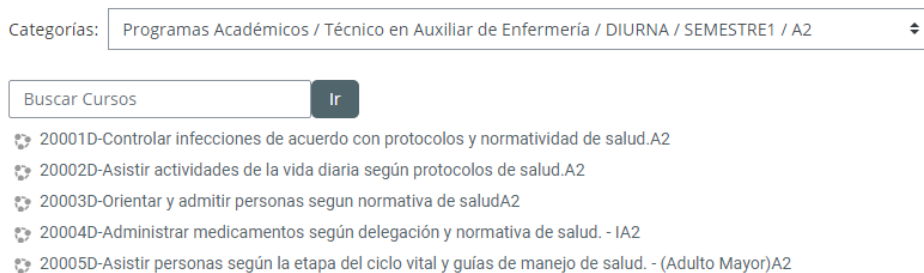 Categorías: Programas Académicos / Técnico en Auxiliar de Enfermería / DIURNA / SEMESTRE1 / A2
Buscar Cursos Ir
20001D-Controlar infecciones de acuerdo con protocolos y normatividad de salud.A2
20002D-Asistir actividades de la vida diaria según protocolos de salud.A2
20003D-Orientar y admitir personas segun normativa de saludA2
20004D-Administrar medicamentos según delegación y normativa de salud. - IA2
20005D-Asistir personas según la etapa del ciclo vital y guías de manejo de salud. - (Adulto Mayor)A2